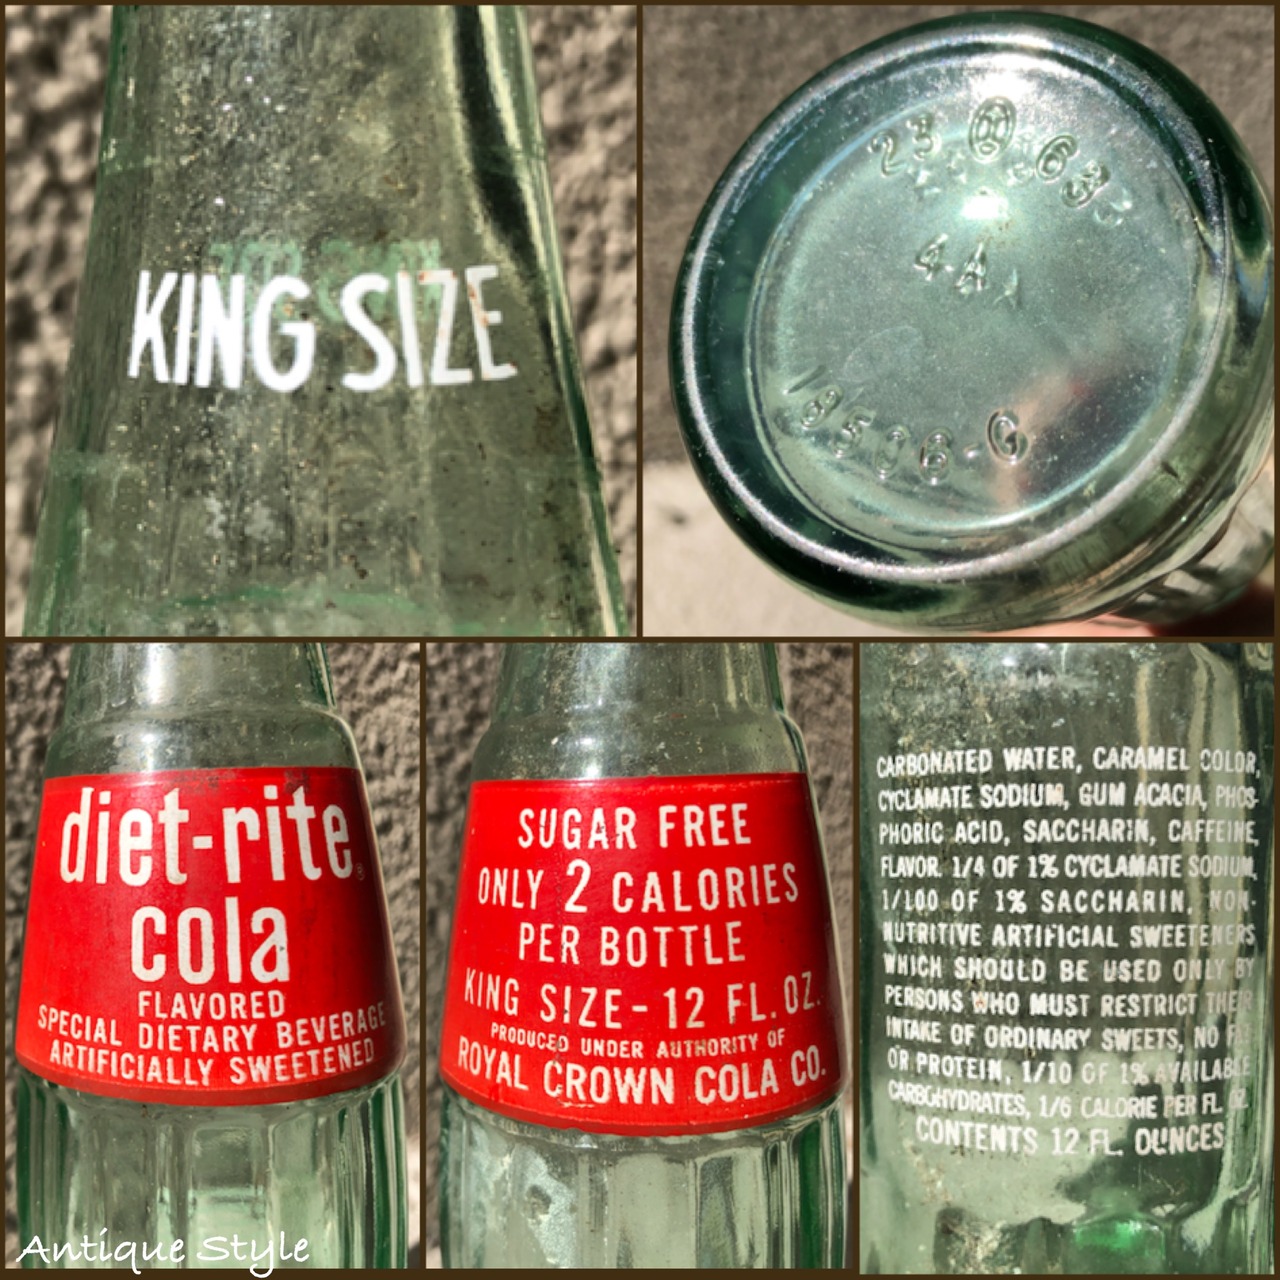 KING SIZE
23 63
4-A
18506-G
diet-rite®
cola
FLAVORED
SPECIAL DIETARY BEVERAGE
ARTIFICIALLY SWEETENED
SUGAR FREE
ONLY 2 CALORIES
PER BOTTLE
KING SIZE-12 FL. OZ.
PRODUCED UNDER AUTHORITY OF
ROYAL CROWN COLA CO.
CARBONATED WATER, CARAMEL COLOR,
CYCLAMATE SODIUM, GUM ACACIA, PHOS-
PHORIC ACID, SACCHARIN, CAFFEINE,
FLAVOR. 1/4 OF 1% CYCLAMATE SODIUM,
1/100 OF 1% SACCHARIN, NON-
NUTRITIVE ARTIFICIAL SWEETENERS
WHICH SHOULD BE USED ONLY BY
PERSONS WHO MUST RESTRICT THEIR
INTAKE OF ORDINARY SWEETS, NO
OR PROTEIN, 1/10 OF 1% AVAILABLE
CARBOHYDRATES, 1/6 CALORIE PER FL. OZ.
CONTENTS 12 FL. OUNCES
Antique Style